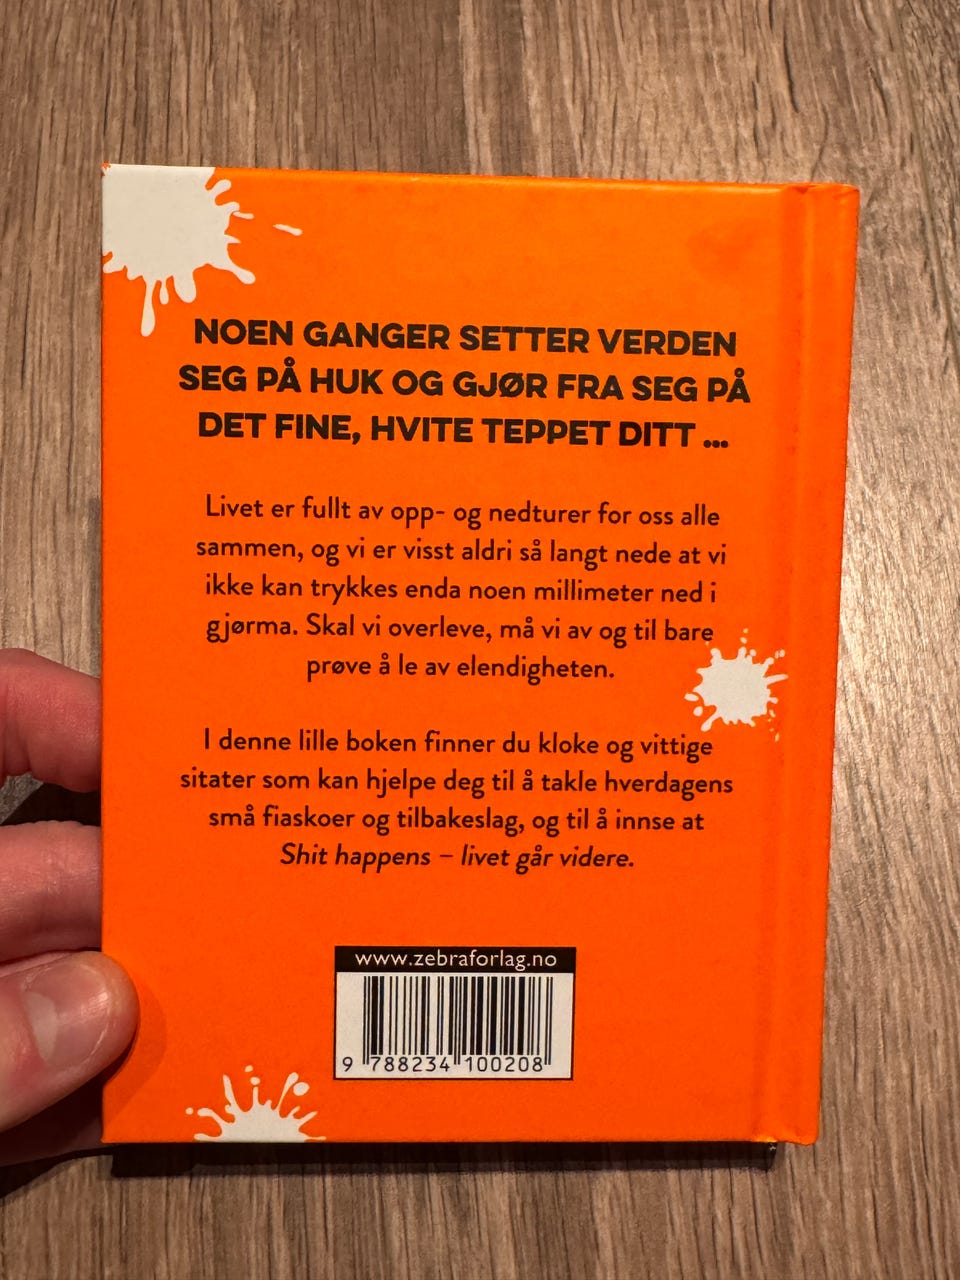 NOEN GANGER SETTER VERDEN
SEG PÅ HUK OG GJØR FRA SEG PÅ
DET FINE, HVITE TEPPET DITT ...
Livet er fullt av opp- og nedturer for oss alle
sammen, og vi er visst aldri så langt nede at vi
ikke kan trykkes enda noen millimeter ned i
gjørma. Skal vi overleve, må vi av og til bare
prøve å le av elendigheten.
I denne lille boken finner du kloke og vittige
sitater som kan hjelpe deg til å takle hverdagens
små fiaskoer og tilbakeslag, og til å innse at
Shit happens – livet går videre.
www.zebraforlag.no
9 788234 100208